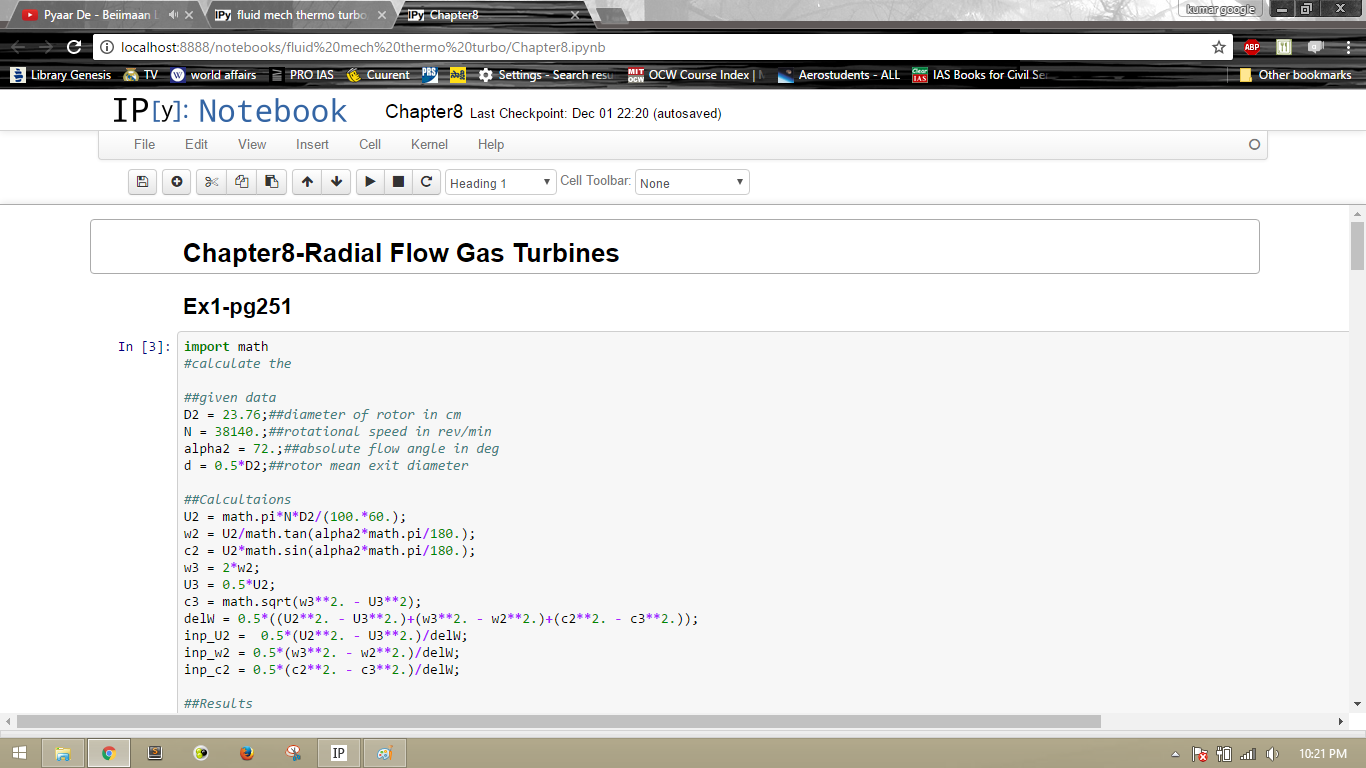 Pyaar De - Beiimaan L
IPy fluid mech thermo turbo
IPy Chapter8
kumar google
localhost:8888/notebooks/fluid%20mech%20thermo%20turbo/Chapter8.ipynb
ABP
Library Genesis TV world affairs PRO IAS Cuurent PBS Settings - Search resu MIT OCW OCW Course Index | M Aerostudents - ALL Clear IAS IAS Books for Civil Se Other bookmarks
IP[y]: Notebook Chapter8 Last Checkpoint: Dec 01 22:20 (autosaved)
File Edit View Insert Cell Kernel Help
Heading 1 Cell Toolbar: None
Chapter8-Radial Flow Gas Turbines
Ex1-pg251
In [3]: import math
#calculate the
##given data
D2 = 23.76;##diameter of rotor in cm
N = 38140.;##rotational speed in rev/min
alpha2 = 72.;##absolute flow angle in deg
d = 0.5*D2;##rotor mean exit diameter
##Calcultaions
U2 = math.pi*N*D2/(100.*60.);
w2 = U2/math.tan(alpha2*math.pi/180.);
c2 = U2*math.sin(alpha2*math.pi/180.);
w3 = 2*w2;
U3 = 0.5*U2;
c3 = math.sqrt(w3**2. - U3**2);
delW = 0.5*((U2**2. - U3**2.)+(w3**2. - w2**2.)+(c2**2. - c3**2.));
inp_U2 =  0.5*(U2**2. - U3**2.)/delW;
inp_w2 = 0.5*(w3**2. - w2**2.)/delW;
inp_c2 = 0.5*(c2**2. - c3**2.)/delW;
##Results
IP
10:21 PM